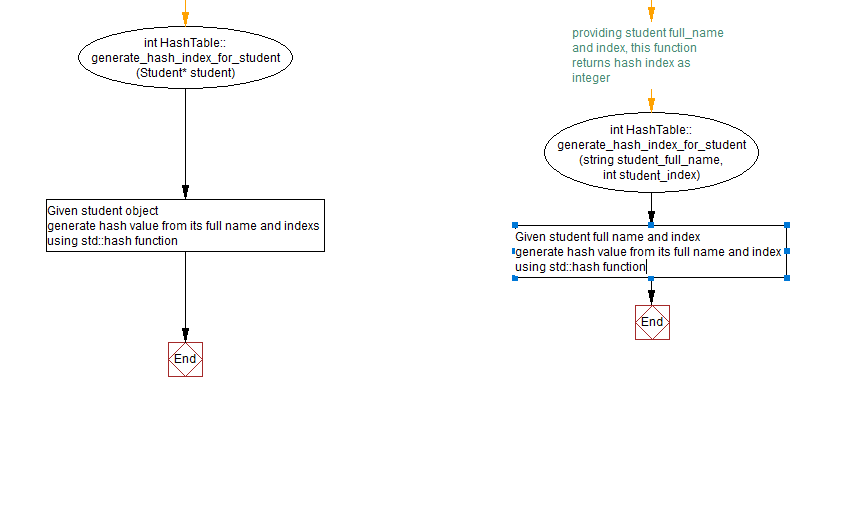 int HashTable::
generate_hash_index_for_student
(Student* student)
Given student object
generate hash value from its full name and indexs
using std::hash function
End
providing student full_name
and index, this function
returns hash index as
integer
int HashTable::
generate_hash_index_for_student
(string student_full_name,
int student_index)
Given student full name and index
generate hash value from its full name and index
using std::hash function
End